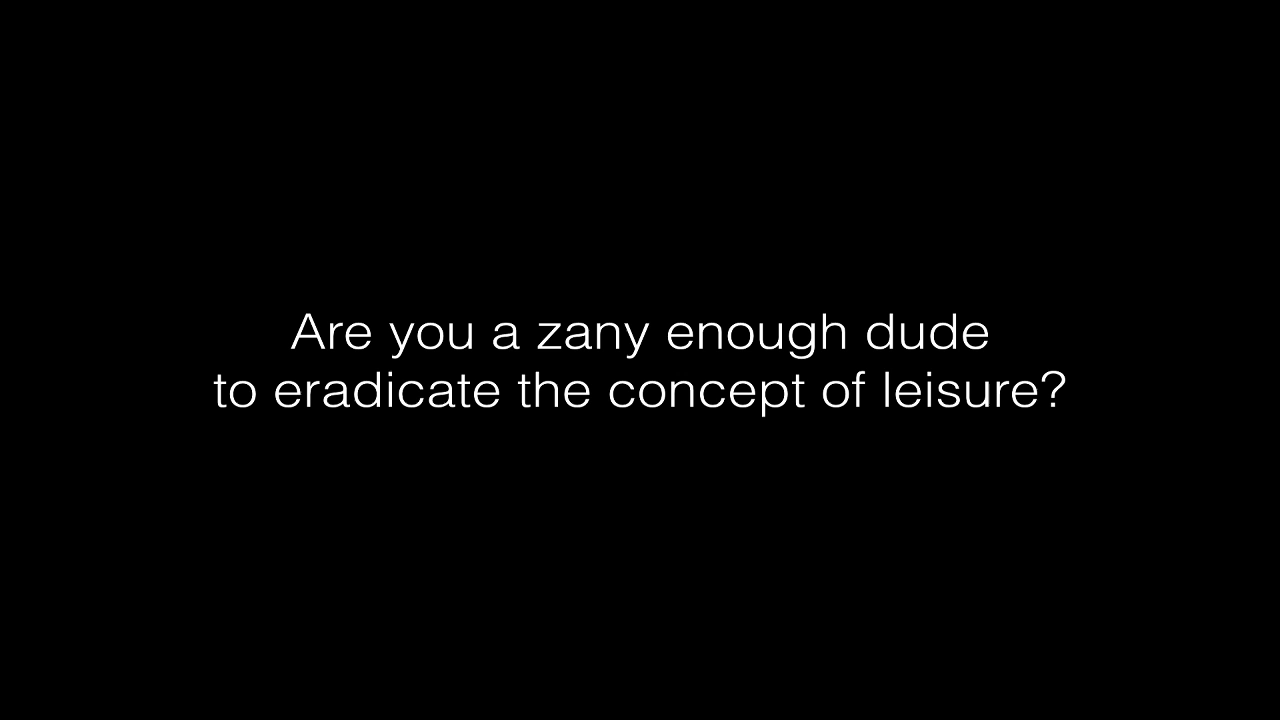 Are you a zany enough dude
to eradicate the concept of leisure?